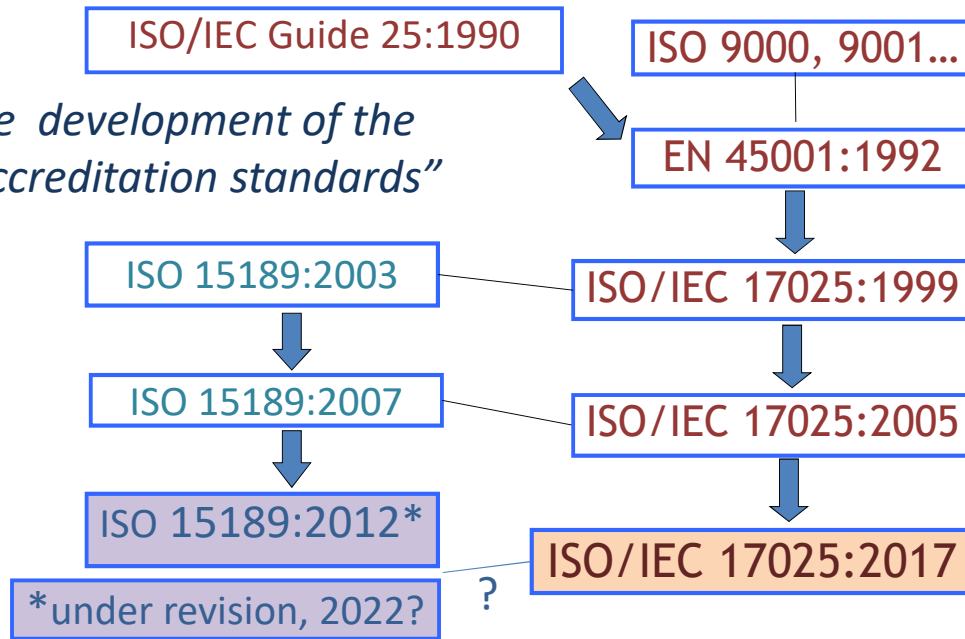 ISO/IEC Guide 25:1990
ISO 9000, 9001…
e development of the
ccreditation standards”
EN 45001:1992
ISO 15189:2003
ISO/IEC 17025:1999
ISO 15189:2007
ISO/IEC 17025:2005
ISO 15189:2012*
ISO/IEC 17025:2017
*under revision, 2022?
?